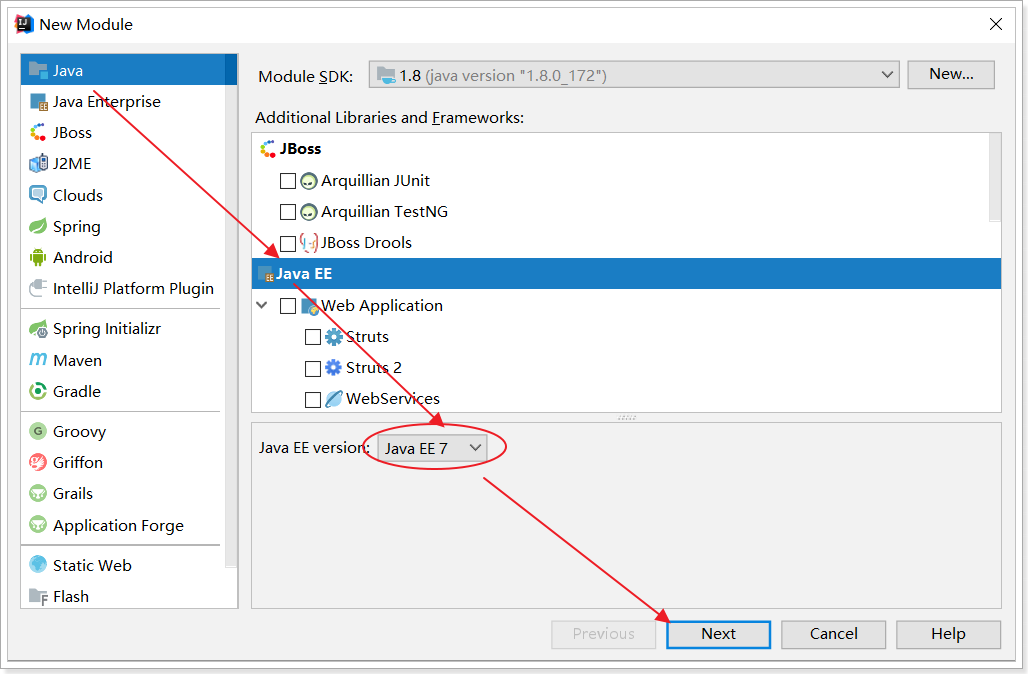 New Module
Java
Java Enterprise
JBoss
J2ME
Clouds
Spring
Android
IntelliJ Platform Plugin
Spring Initializr
Maven
Gradle
Groovy
Griffon
Grails
Application Forge
Static Web
Flash
Module SDK: 1.8 (java version "1.8.0_172") New...
Additional Libraries and Frameworks:
JBoss
Arquillian JUnit
Arquillian TestNG
JBoss Drools
Java EE
Web Application
Struts
Struts 2
WebServices
Java EE version: Java EE 7
Previous Next Cancel Help